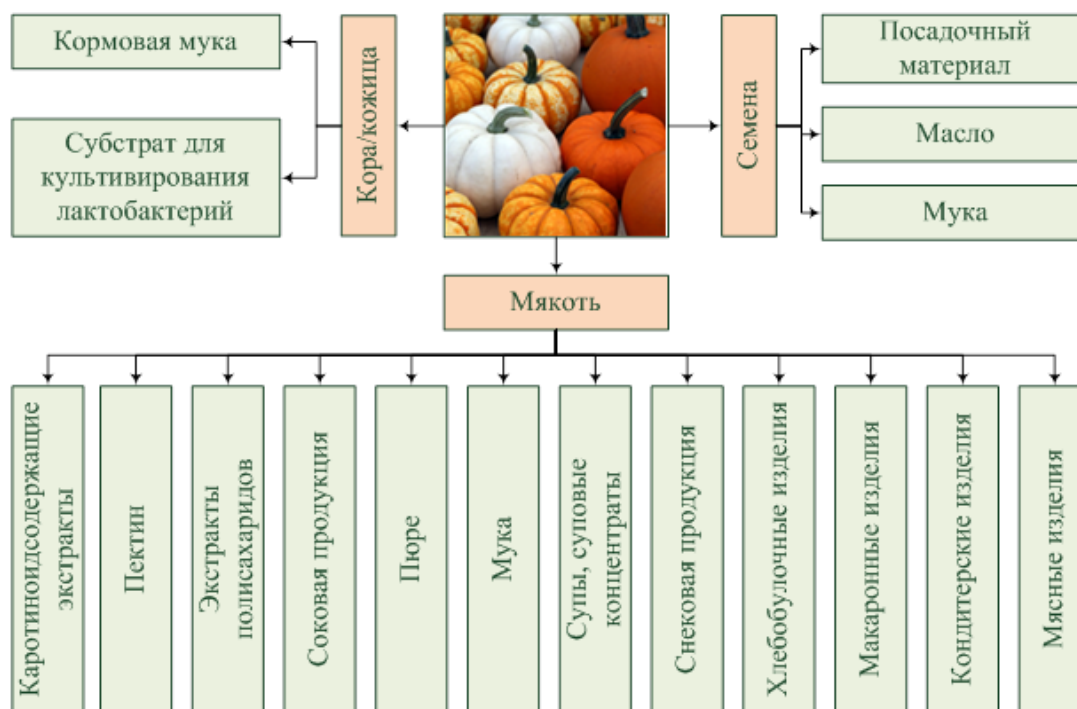 Кормовая мука
Субстрат для
культивирования
лактобактерий
Кора/кожица
Семена
Посадочный
материал
Масло
Мука
Мякоть
Каротиноидсодержащие
экстракты
Пектин
Экстракты
полисахаридов
Соковая продукция
Пюре
Мука
Супы, суповые
концентраты
Снековая продукция
Хлебобулочные изделия
Макаронные изделия
Кондитерские изделия
Мясные изделия